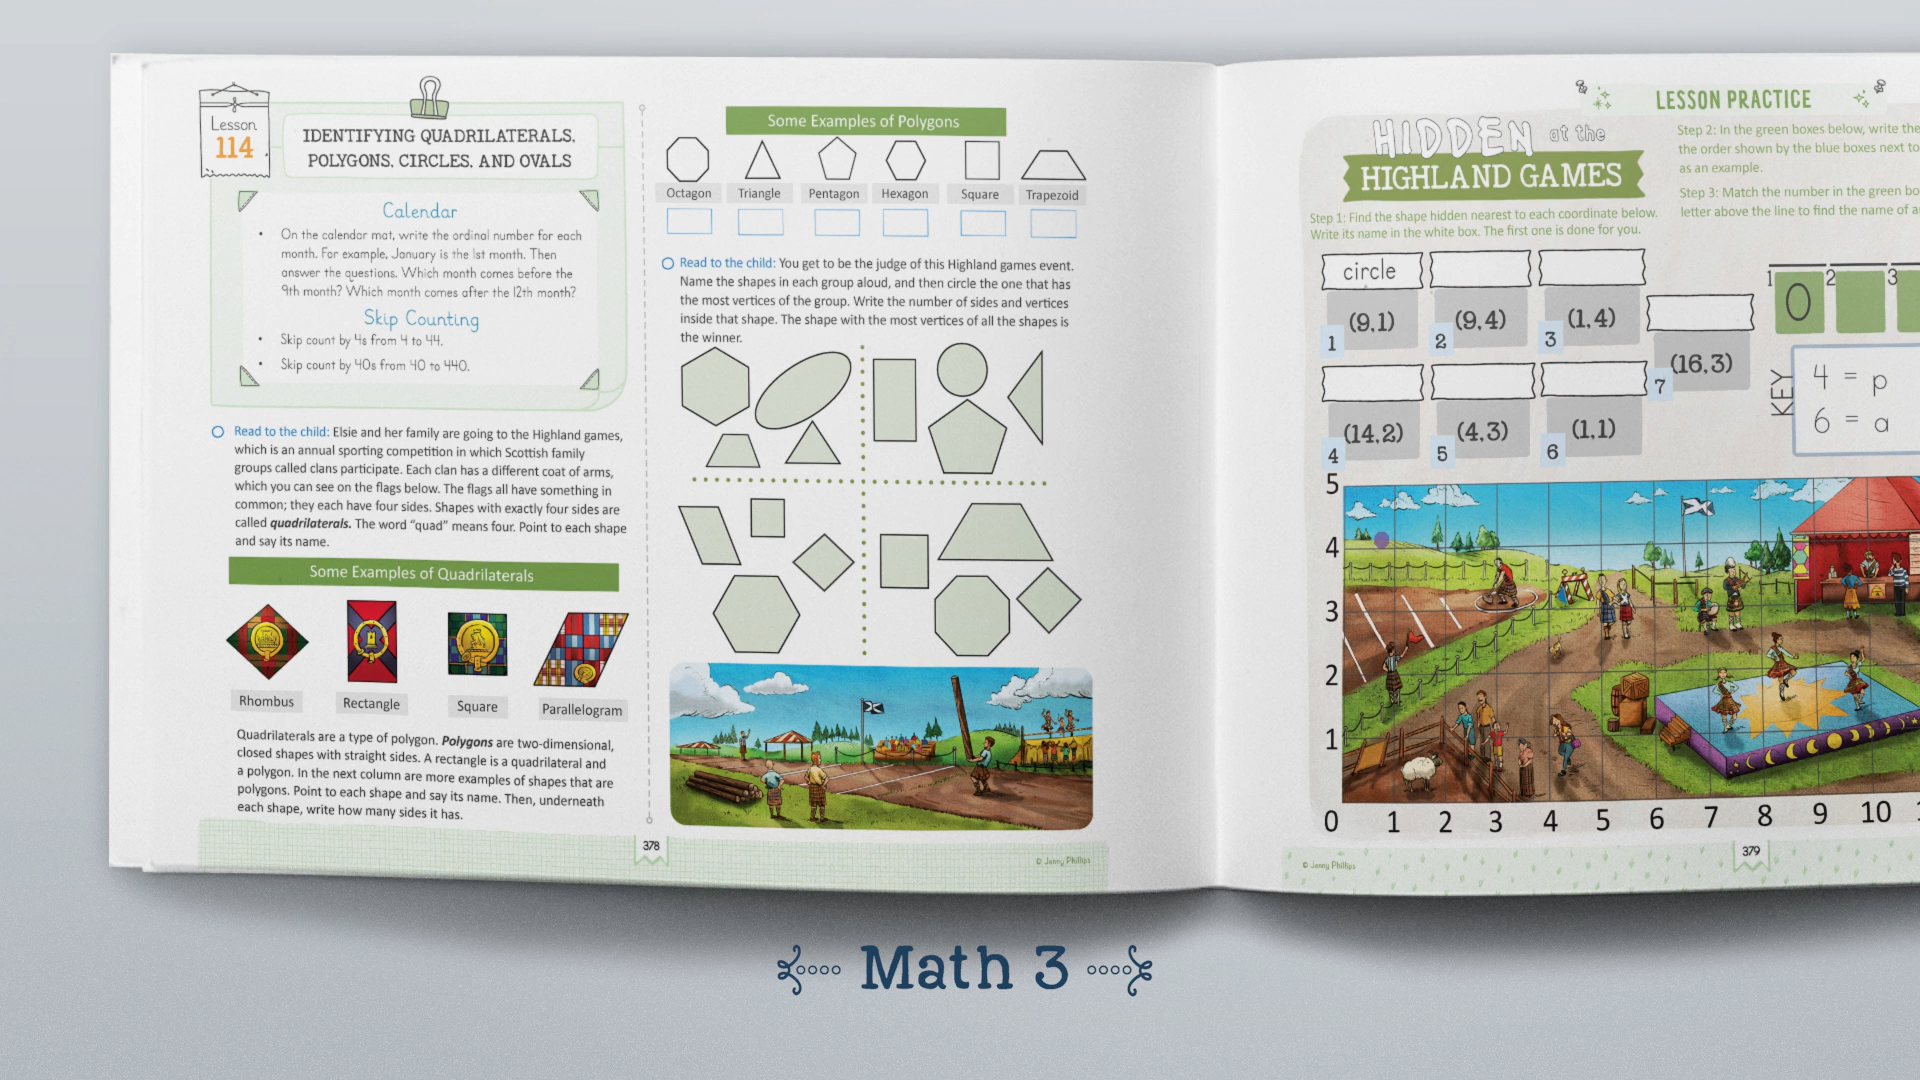 Lesson
114
IDENTIFYING QUADRILATERALS,
POLYGONS, CIRCLES, AND OVALS
Calendar
• On the calendar mat, write the ordinal number for each
month. For example, January is the 1st month. Then
answer the questions. Which month comes before the
9th month? Which month comes after the 12th month?
Skip Counting
• Skip count by 4s from 4 to 44.
• Skip count by 40s from 40 to 440.
Read to the child: Elsie and her family are going to the Highland games,
which is an annual sporting competition in which Scottish family
groups called clans participate. Each clan has a different coat of arms,
which you can see on the flags below. The flags all have something in
common; they each have four sides. Shapes with exactly four sides are
called quadrilaterals. The word "quad" means four. Point to each shape
and say its name.
Some Examples of Quadrilaterals
Rhombus Rectangle Square Parallelogram
Quadrilaterals are a type of polygon. Polygons are two-dimensional,
closed shapes with straight sides. A rectangle is a quadrilateral and
a polygon. In the next column are more examples of shapes that are
polygons. Point to each shape and say its name. Then, underneath
each shape, write how many sides it has.
Some Examples of Polygons
Octagon Triangle Pentagon Hexagon Square Trapezoid
Read to the child: You get to be the judge of this Highland games event.
Name the shapes in each group aloud, and then circle the one that has
the most vertices of the group. Write the number of sides and vertices
inside that shape. The shape with the most vertices of all the shapes is
the winner.
378
© Jenny Phillips
LESSON PRACTICE
HIDDEN at the
HIGHLAND GAMES
Step 1: Find the shape hidden nearest to each coordinate below.
Write its name in the white box. The first one is done for you.
Step 2: In the green boxes below, write the
the order shown by the blue boxes next to
as an example.
Step 3: Match the number in the green bo
letter above the line to find the name of a
circle
(9,1) (9,4) (1,4)
1 2 3
(16,3)
7
(14,2) (4,3) (1,1)
4 5 6
1 2 3
0
KEY
4 = p
6 = a
5
4
3
2
1
0 1 2 3 4 5 6 7 8 9 10
© Jenny Phillips
379
Math 3